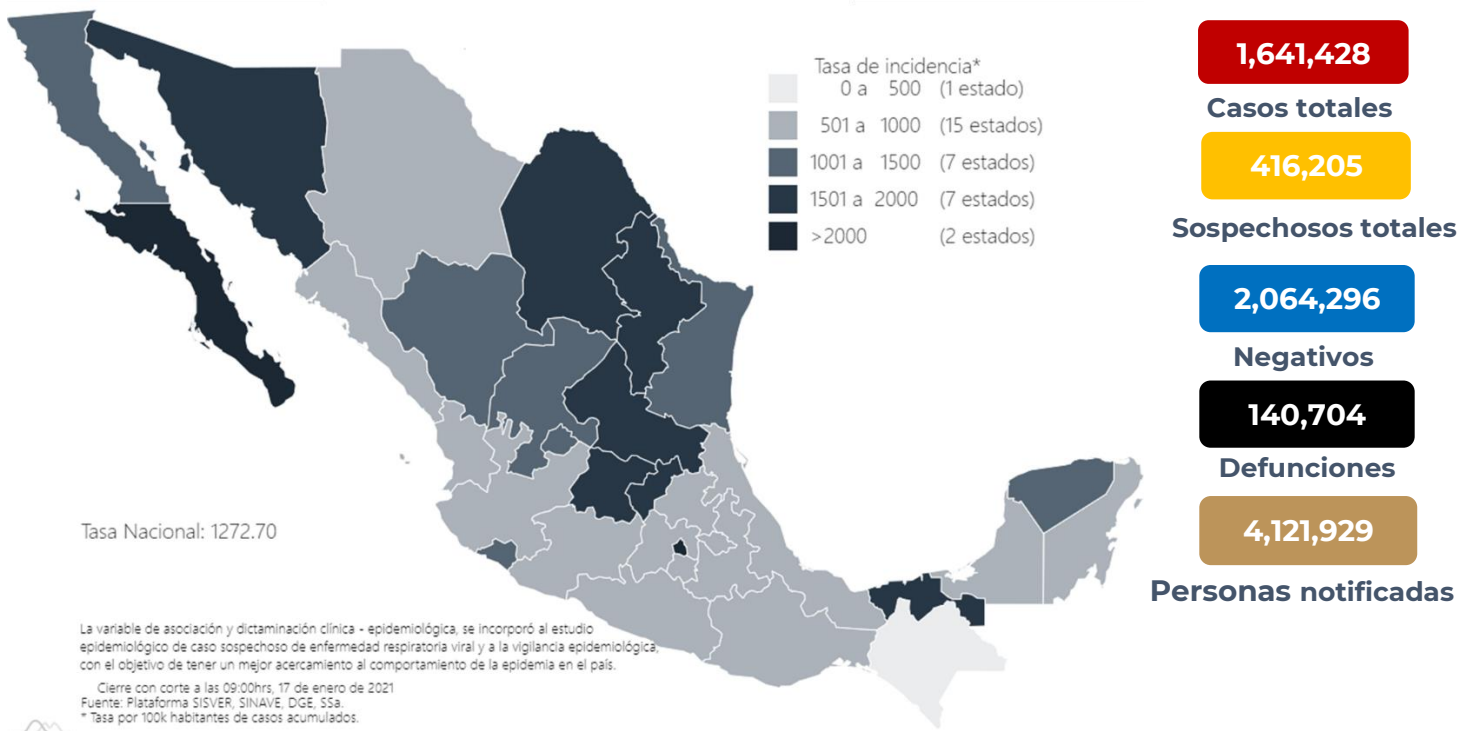 Tasa de incidencia*
0 a 500 (1 estado)
501 a 1000 (15 estados)
1001 a 1500 (7 estados)
1501 a 2000 (7 estados)
>2000 (2 estados)
1,641,428
Casos totales
416,205
Sospechosos totales
2,064,296
Negativos
140,704
Defunciones
4,121,929
Personas notificadas
Tasa Nacional: 1272.70
La variable de asociación y dictaminación clínica - epidemiológica, se incorporó al estudio
epidemiológico de caso sospechoso de enfermedad respiratoria viral y a la vigilancia epidemiológica,
con el objetivo de tener un mejor acercamiento al comportamiento de la epidemia en el país.
Cierre con corte a las 09:00hrs, 17 de enero de 2021
Fuente: Plataforma SISVER, SINAVE, DGE, SSa.
* Tasa por 100k habitantes de casos acumulados.